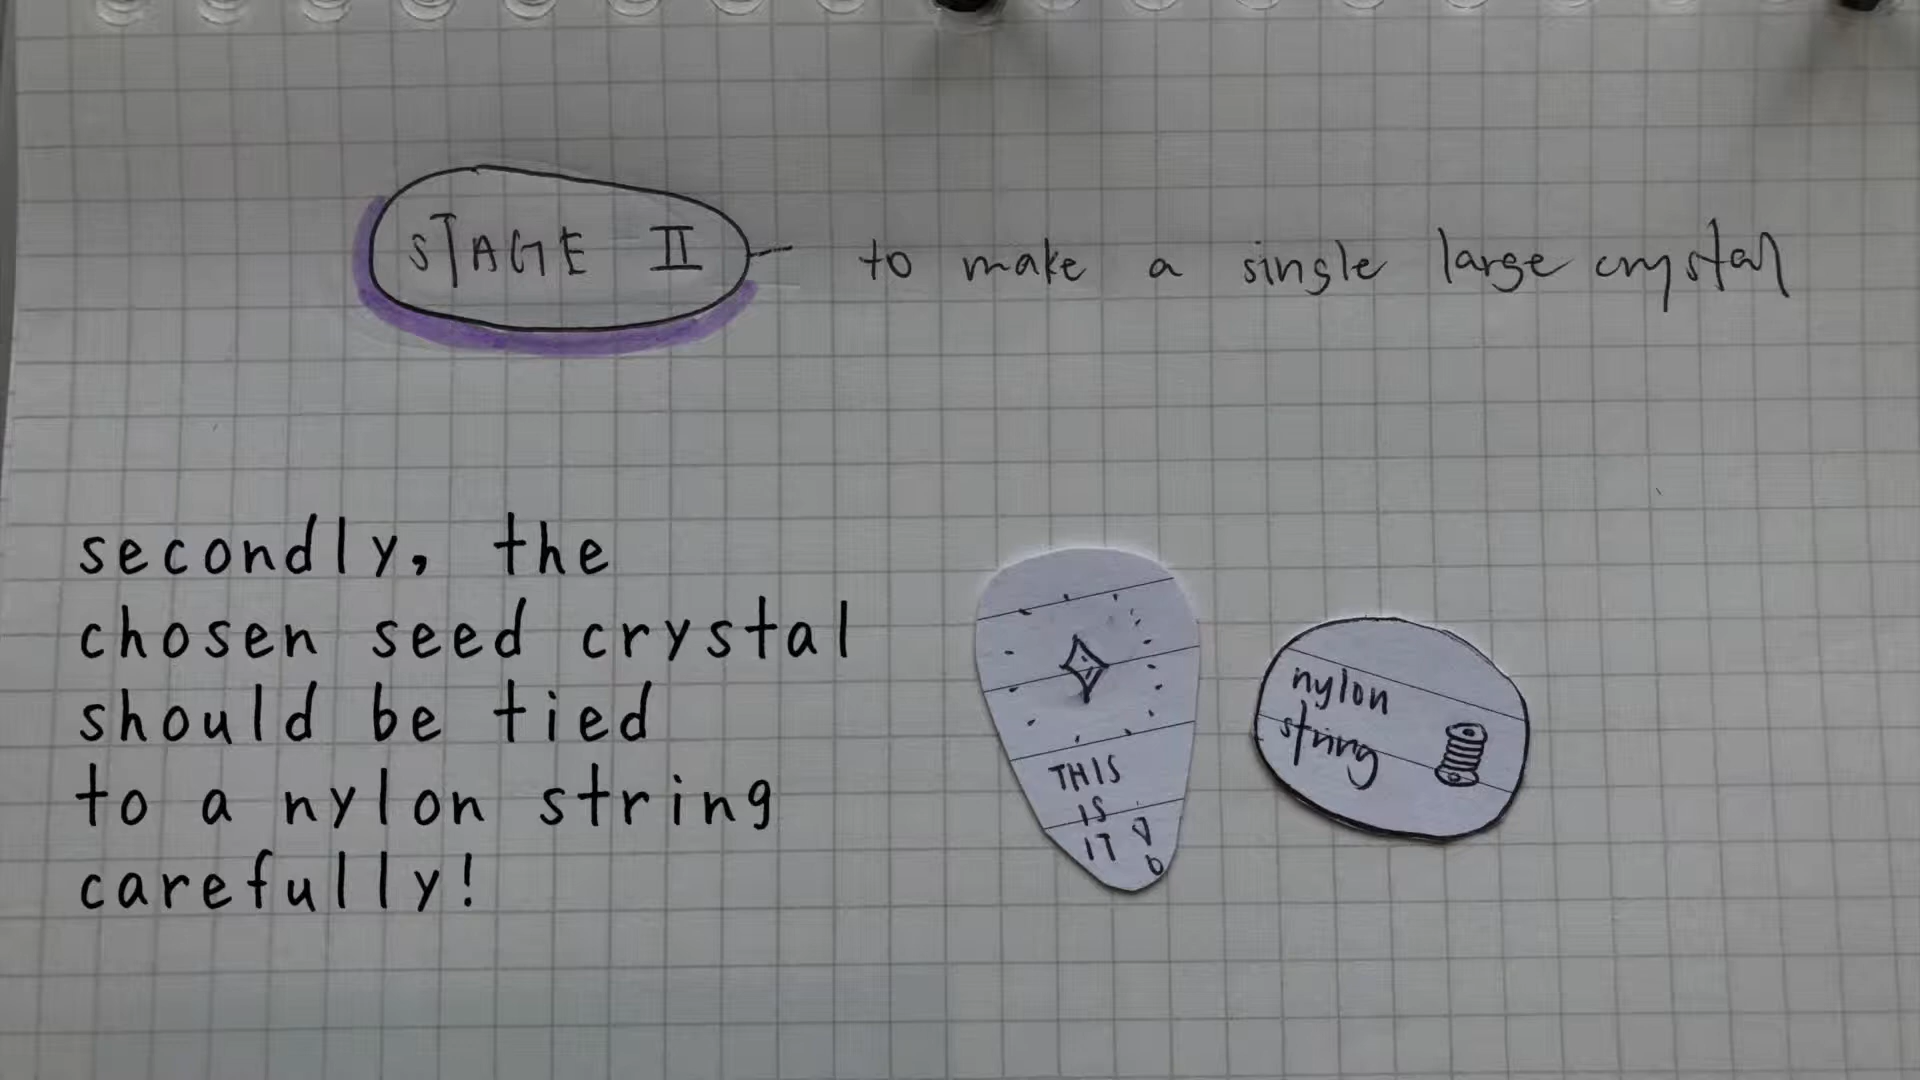 STAGE II - to make a single large crystal
secondly, the
chosen seed crystal
should be tied
to a nylon string
carefully!
THIS
IS
IT!
nylon
string